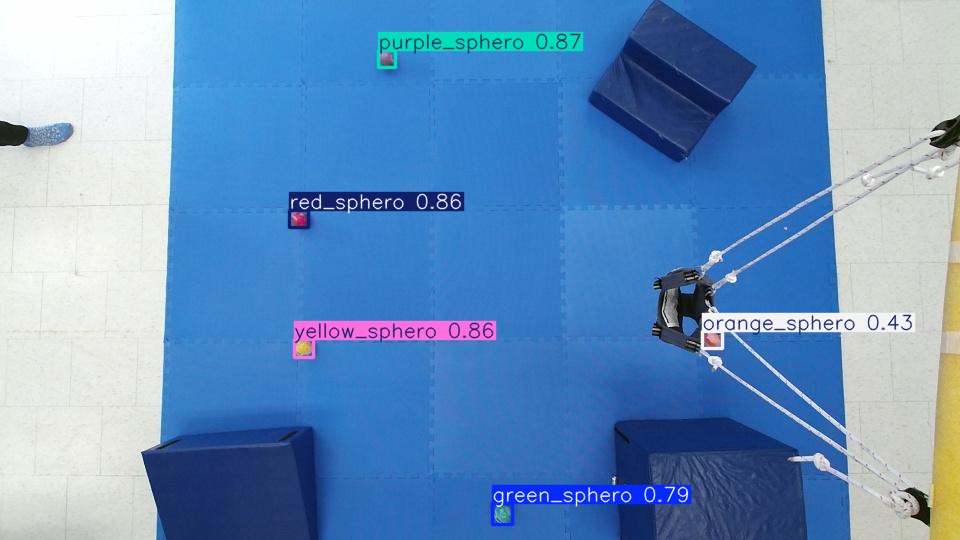 purple_sphero 0.87
red_sphero 0.86
orange_sphero 0.43
yellow_sphero 0.86
green_sphero 0.79